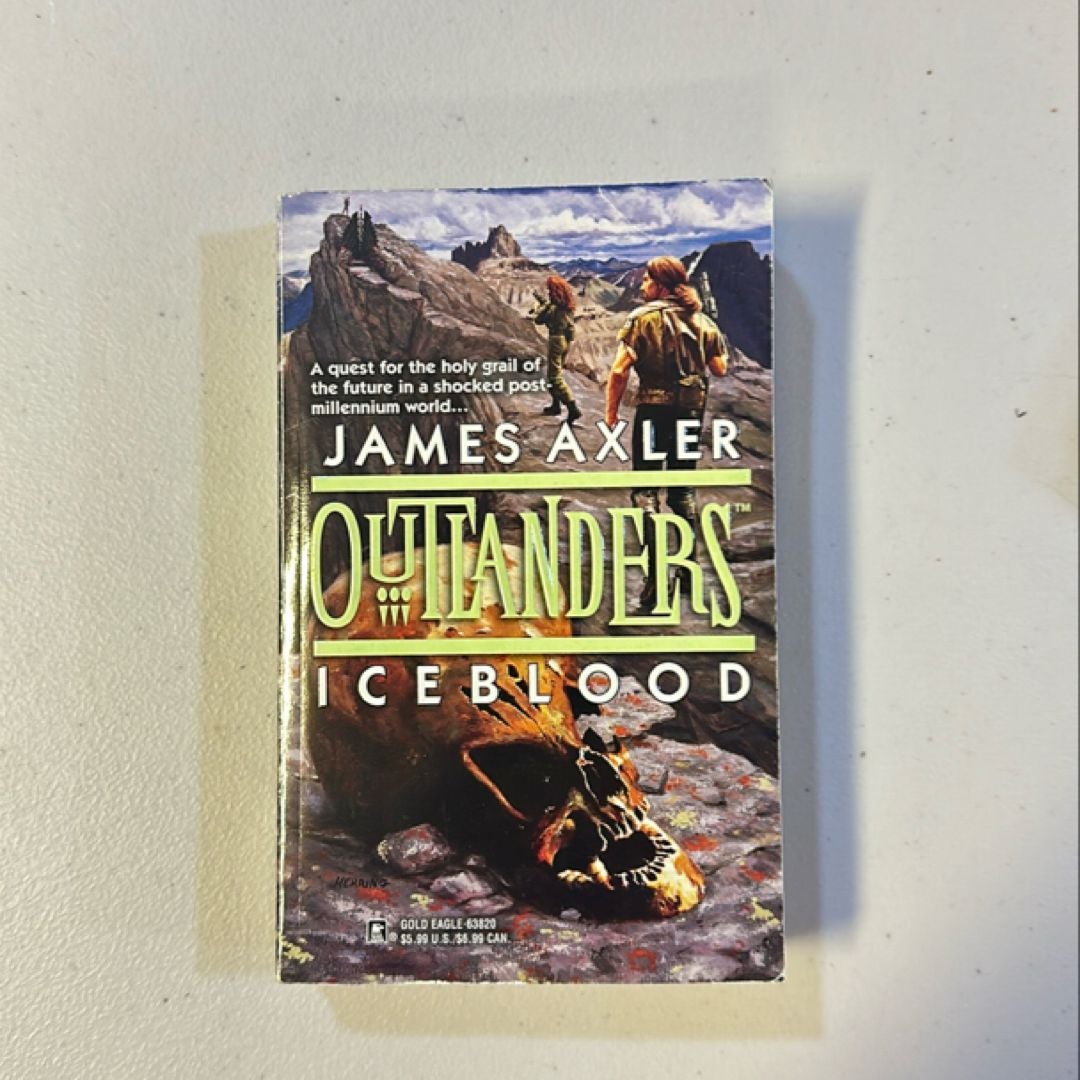 A quest for the holy grail of
the future in a shocked post-
millennium world...
JAMES AXLER
OUTLANDERS™
ICEBLOOD
GOLD EAGLE·63820
$5.99 U.S./$6.99 CAN.